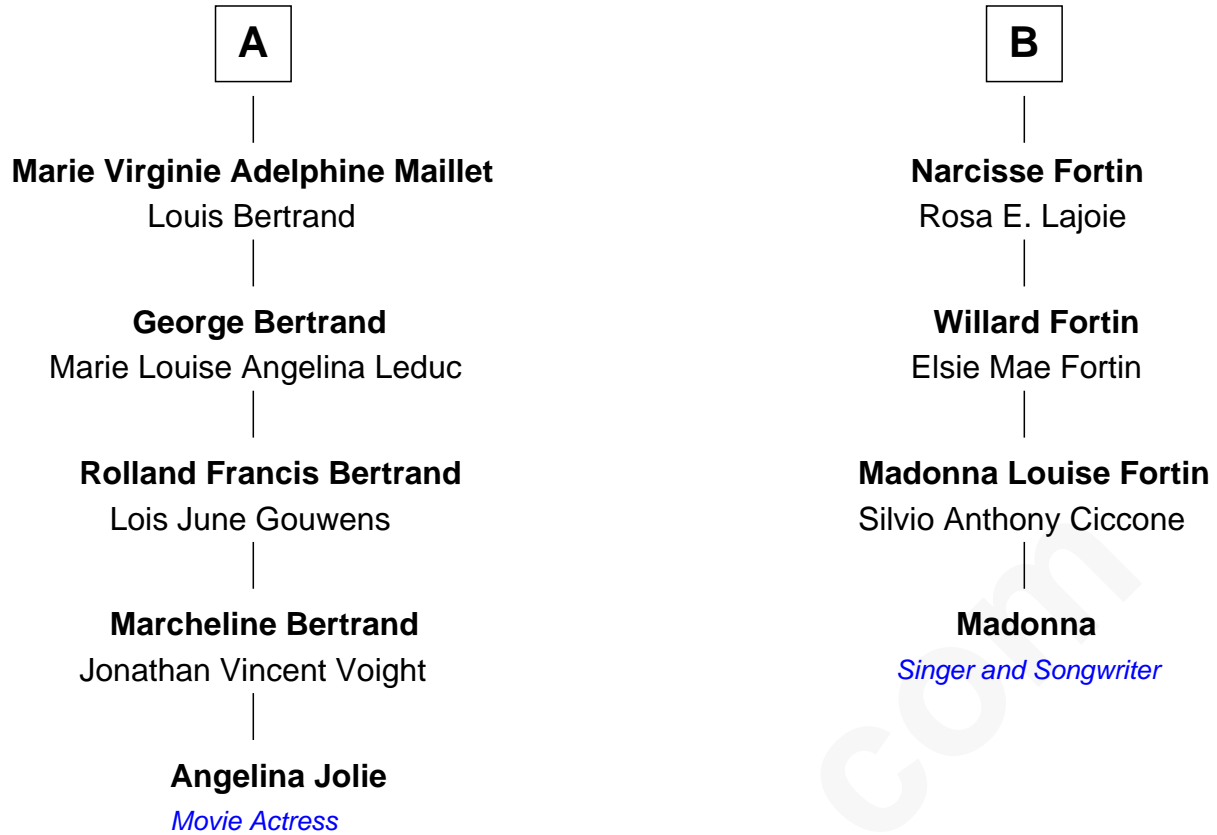 A
Marie Virginie Adelphine Maillet
Louis Bertrand
George Bertrand
Marie Louise Angelina Leduc
Rolland Francis Bertrand
Lois June Gouwens
Marcheline Bertrand
Jonathan Vincent Voight
Angelina Jolie
Movie Actress
B
Narcisse Fortin
Rosa E. Lajoie
Willard Fortin
Elsie Mae Fortin
Madonna Louise Fortin
Silvio Anthony Ciccone
Madonna
Singer and Songwriter
com